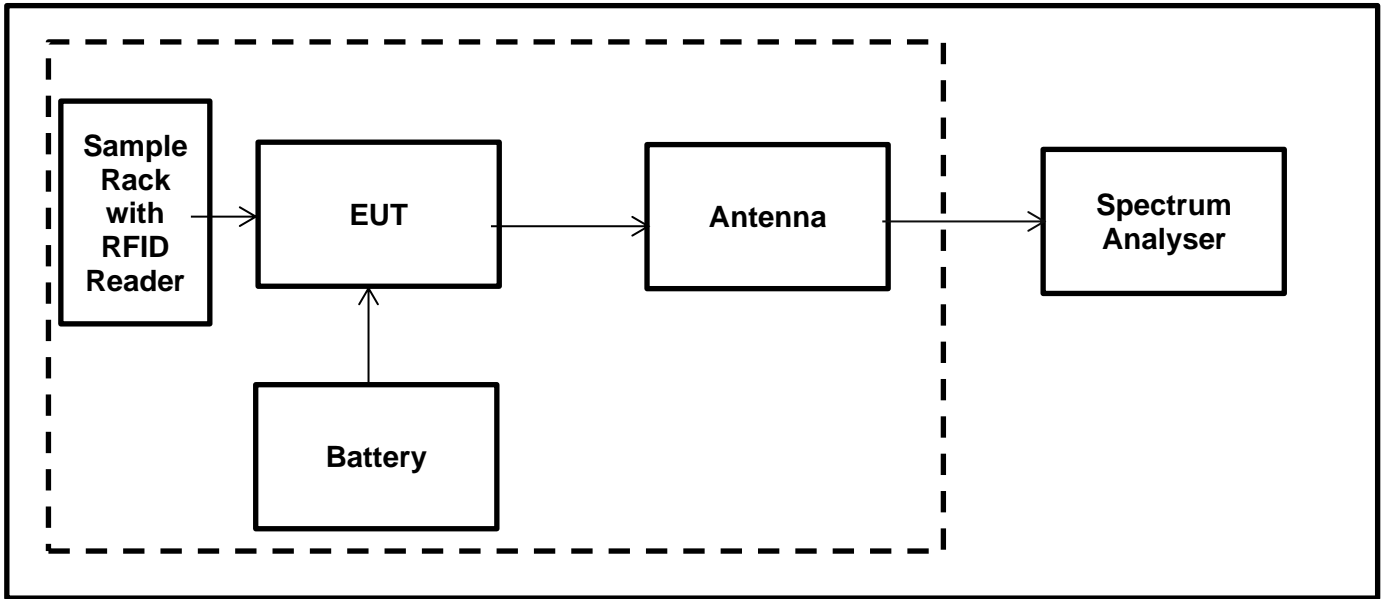 Sample
Rack
with
RFID
Reader
EUT
Antenna
Spectrum
Analyser
Battery